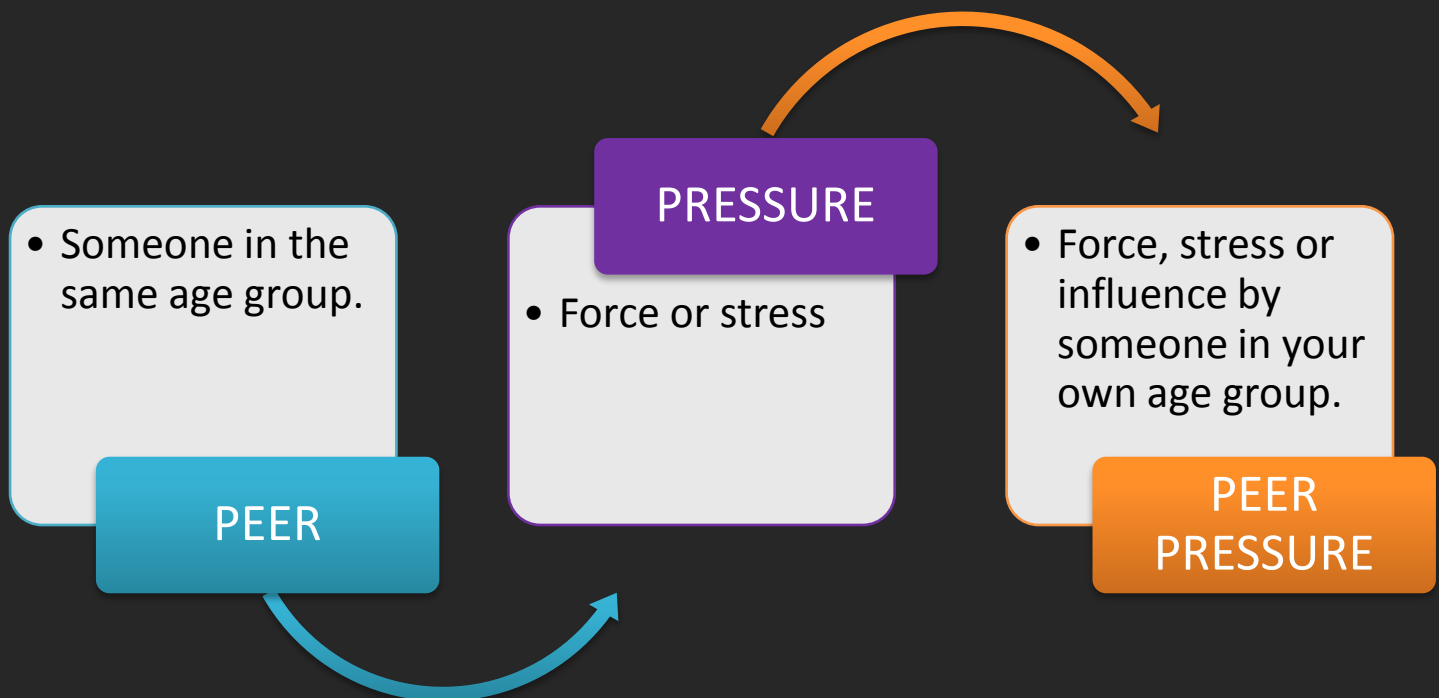 • Someone in the
same age group.
PEER
PRESSURE
• Force or stress
• Force, stress or
influence by
someone in your
own age group.
PEER
PRESSURE